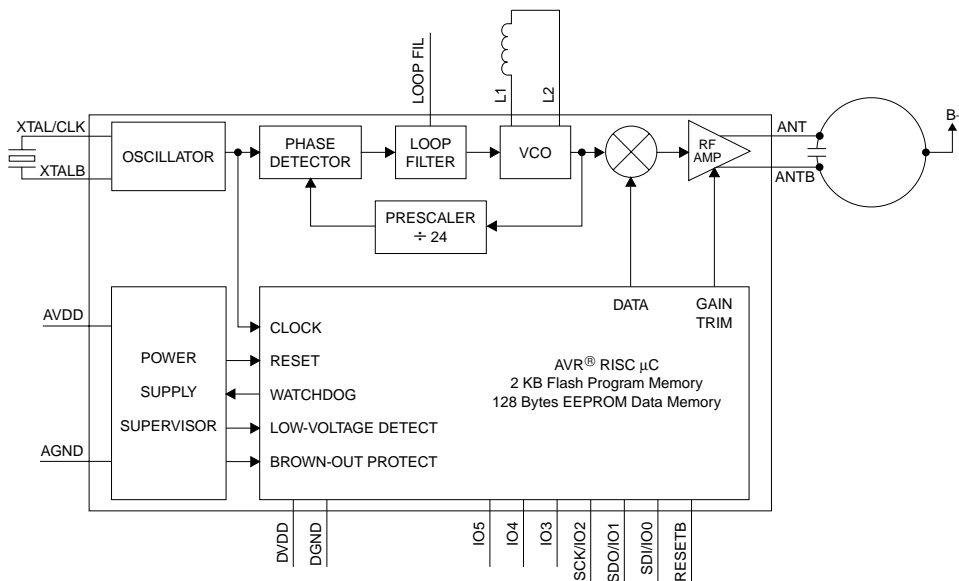 LOOP FIL
L1
L2
XTAL/CLK
XTALB
OSCILLATOR
PHASE
DETECTOR
LOOP
FILTER
VCO
RF
AMP
ANT
ANTB
B+
PRESCALER
÷ 24
DATA
GAIN
TRIM
AVDD
AGND
POWER
SUPPLY
SUPERVISOR
CLOCK
RESET
WATCHDOG
LOW-VOLTAGE DETECT
BROWN-OUT PROTECT
AVR® RISC µC
2 KB Flash Program Memory
128 Bytes EEPROM Data Memory
DVDD
DGND
IO5
IO4
IO3
SCK/IO2
SDO/IO1
SDI/IO0
RESETB